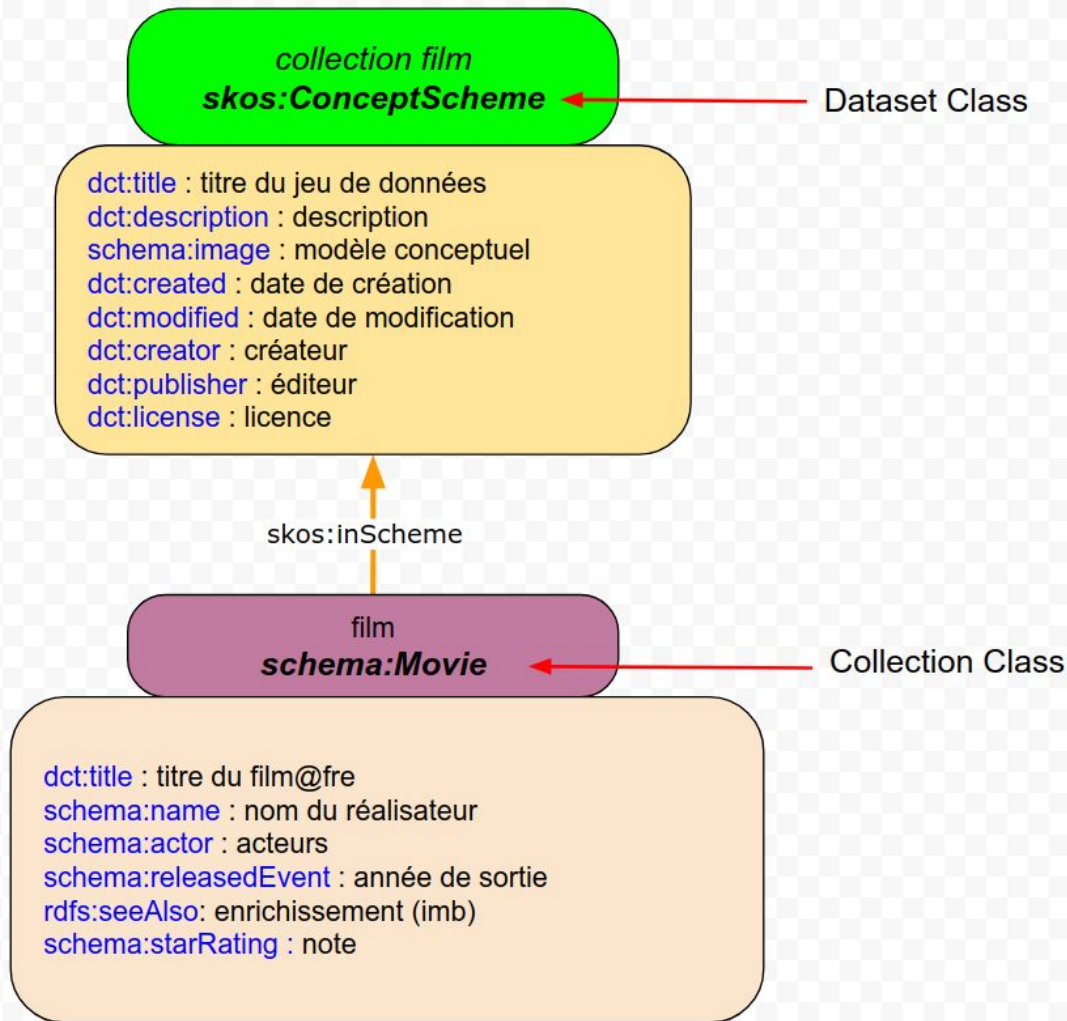 collection film
skos:ConceptScheme
Dataset Class
dct:title : titre du jeu de données
dct:description : description
schema:image : modèle conceptuel
dct:created : date de création
dct:modified : date de modification
dct:creator : créateur
dct:publisher : éditeur
dct:license : licence
skos:inScheme
film
schema:Movie
Collection Class
dct:title : titre du film@fre
schema:name : nom du réalisateur
schema:actor : acteurs
schema:releasedEvent : année de sortie
rdfs:seeAlso: enrichissement (imb)
schema:starRating : note